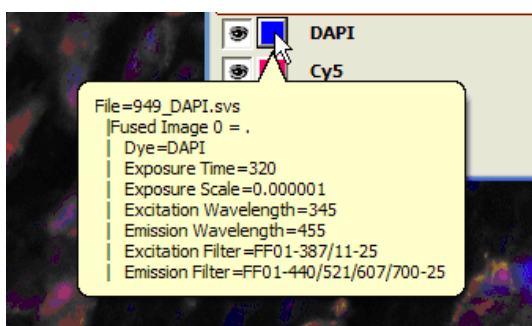 DAPI
Cy5
File=949_DAPI.svs
|Fused Image 0 = .
| Dye=DAPI
| Exposure Time=320
| Exposure Scale=0.000001
| Excitation Wavelength=345
| Emission Wavelength=455
| Excitation Filter=FF01-387/11-25
| Emission Filter=FF01-440/521/607/700-25